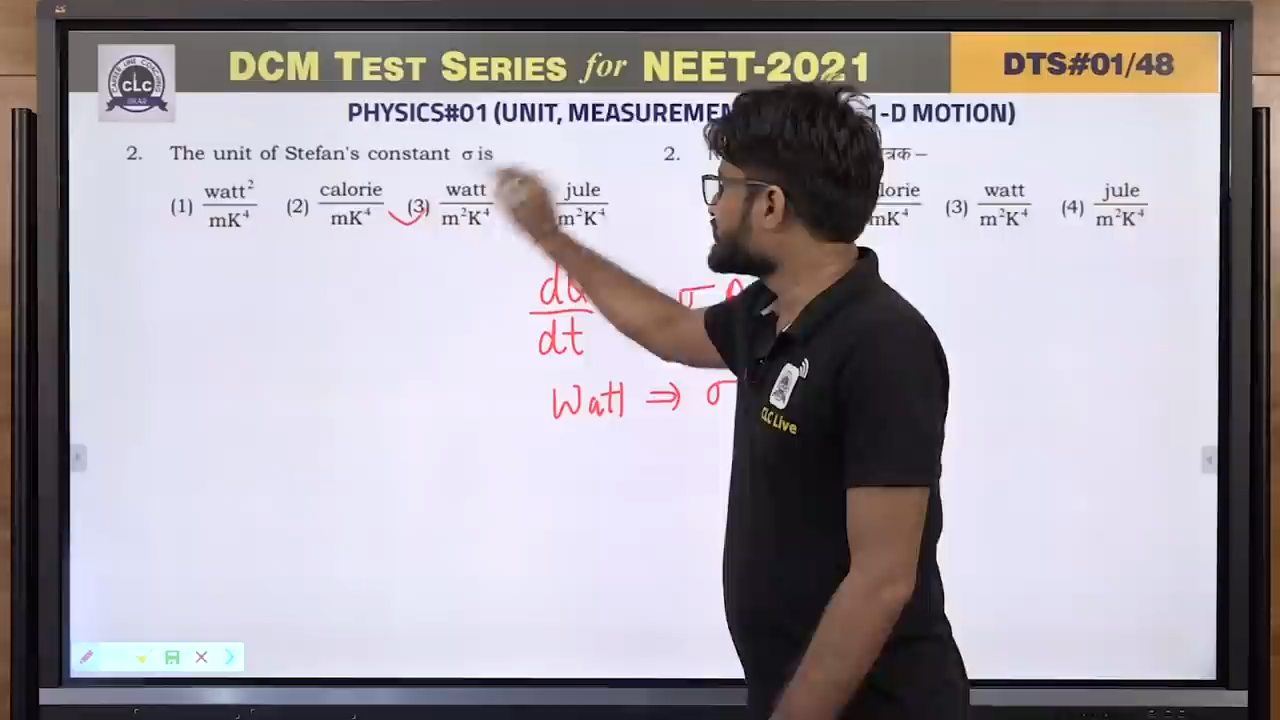 DCM TEST SERIES for NEET-2021
DTS#01/48
CLC
PHYSICS#01 (UNIT, MEASUREMEN 1-D MOTION)
2. The unit of Stefan's constant σ is
(1) watt²/mK⁴ (2) calorie/mK⁴ (3) watt/m²K⁴ jule/m²K⁴
2. त्रक –
lorie/mK⁴ (3) watt/m²K⁴ (4) jule/m²K⁴
d/dt σ
Watt ⇒ σ
CLC Live